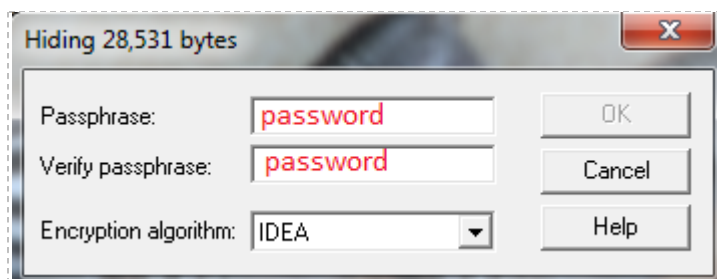 Hiding 28,531 bytes
Passphrase: password OK
Verify passphrase: password Cancel
Encryption algorithm: IDEA Help